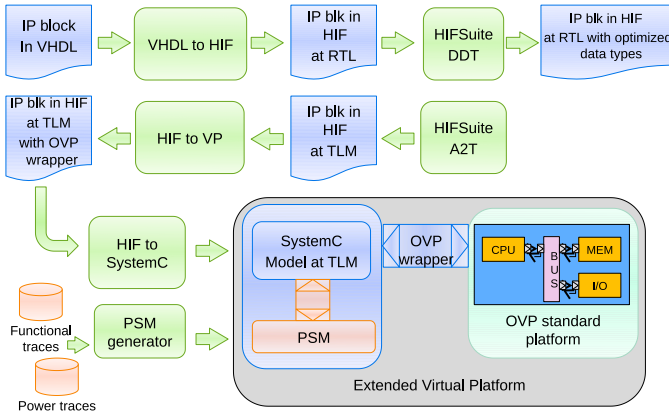 IP block
In VHDL
VHDL to HIF
IP blk in
HIF
at RTL
HIFSuite
DDT
IP blk in HIF
at RTL with optimized
data types
IP blk in HIF
at TLM
with OVP
wrapper
HIF to VP
IP blk in
HIF
at TLM
HIFSuite
A2T
HIF to
SystemC
SystemC
Model at TLM
OVP
wrapper
CPU
BUS
MEM
I/O
Functional
traces
PSM
generator
PSM
OVP standard
platform
Power traces
Extended Virtual Platform